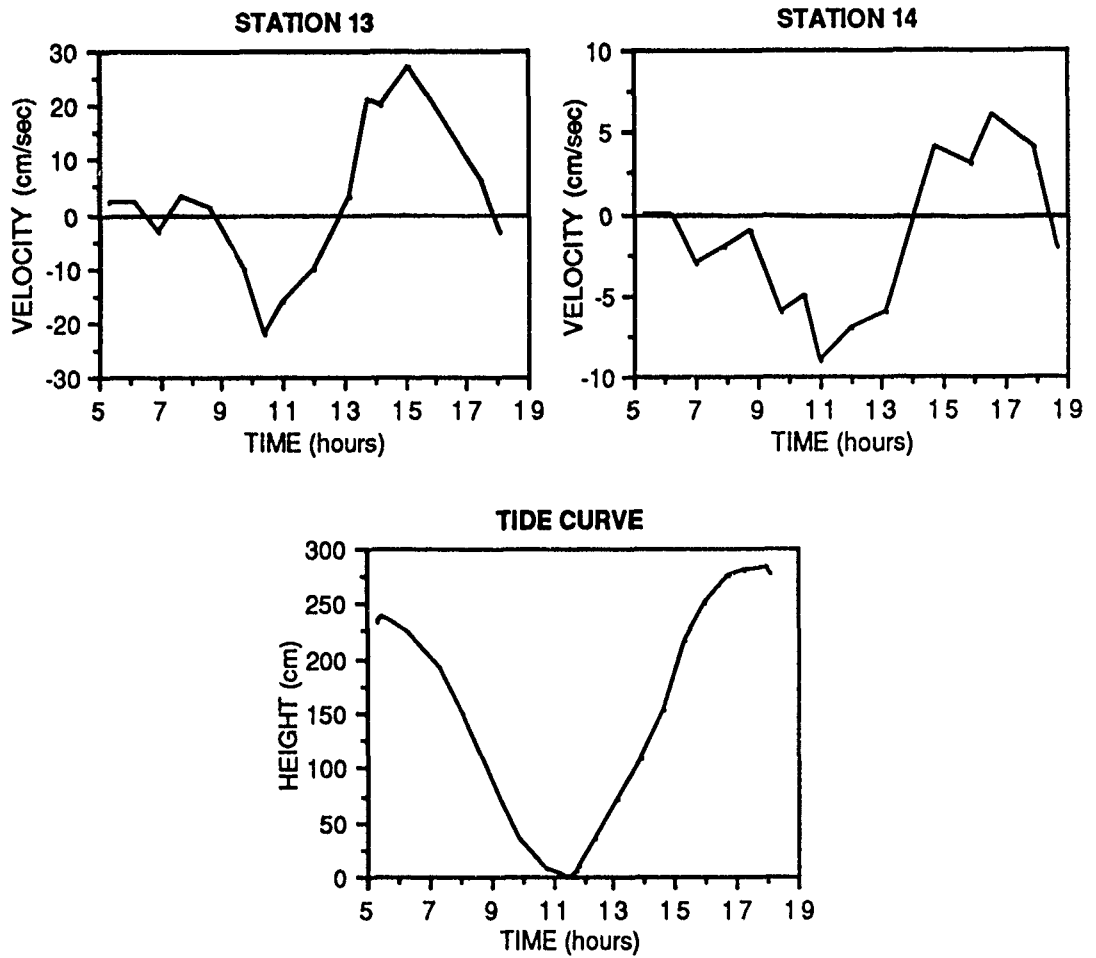 STATION 13
30
20
10
0
-10
-20
-30
VELOCITY (cm/sec)
5 7 9 11 13 15 17 19
TIME (hours)
STATION 14
10
5
0
-5
-10
VELOCITY (cm/sec)
5 7 9 11 13 15 17 19
TIME (hours)
TIDE CURVE
300
250
200
150
100
50
0
HEIGHT (cm)
5 7 9 11 13 15 17 19
TIME (hours)